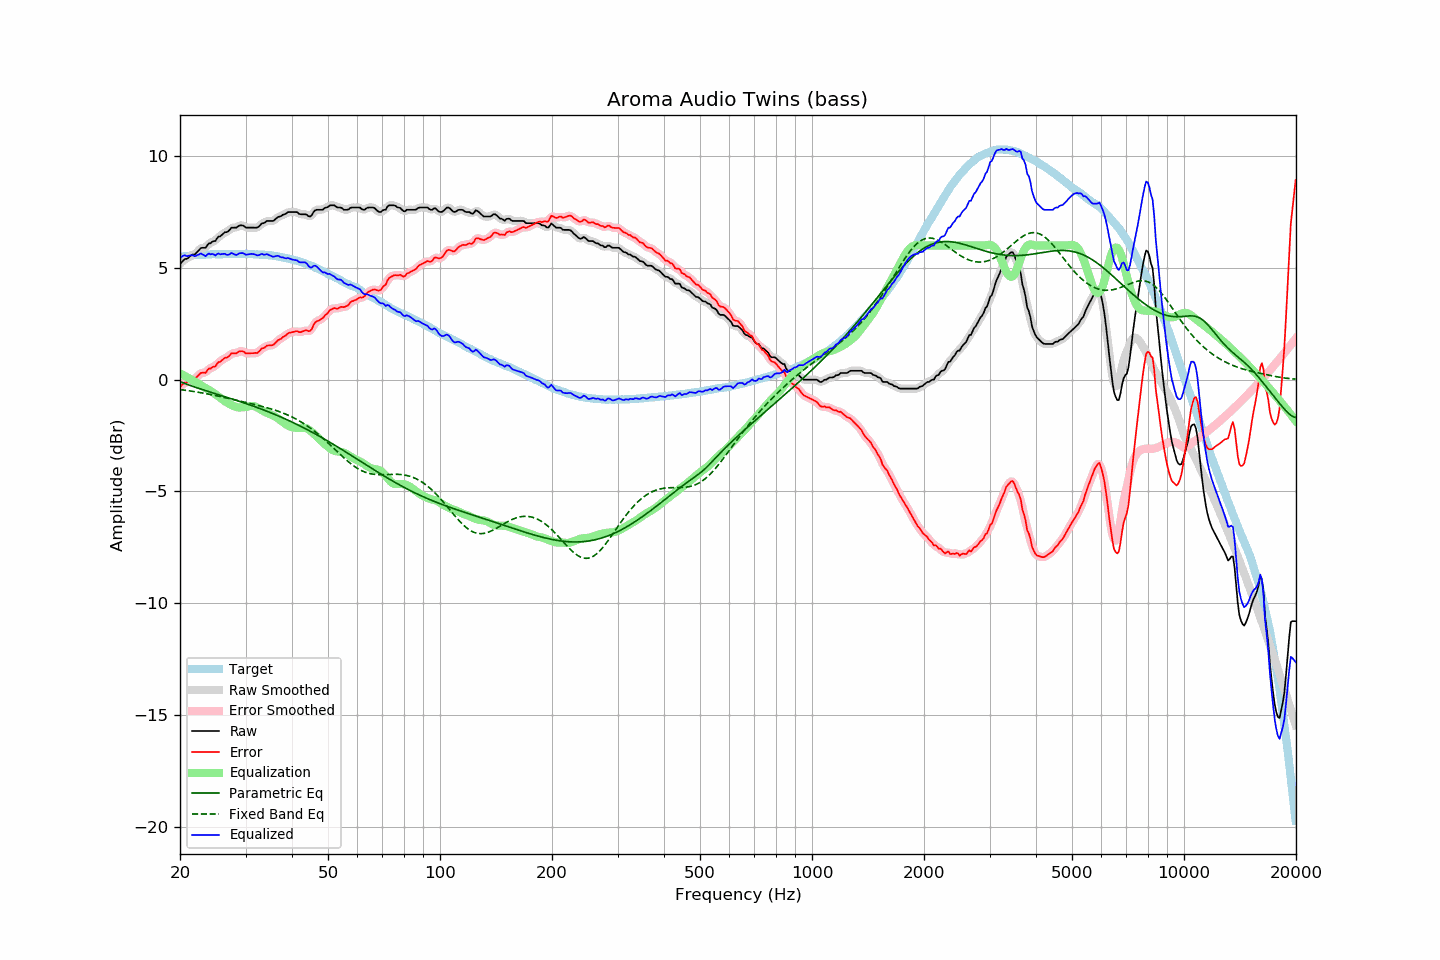 Aroma Audio Twins (bass)
Amplitude (dBr)
10
5
0
−5
−10
−15
−20
Target
Raw Smoothed
Error Smoothed
Raw
Error
Equalization
Parametric Eq
Fixed Band Eq
Equalized
20 50 100 200 500 1000 2000 5000 10000 20000
Frequency (Hz)